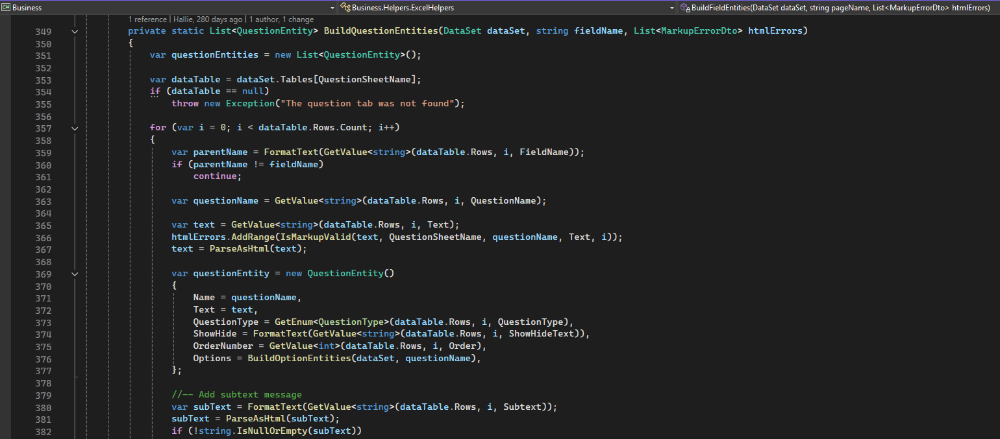 C# Business Business.Helpers.ExcelHelpers BuildFieldEntities(DataSet dataSet, string pageName, List<MarkupErrorDto> htmlErrors)
1 reference | Hallie, 280 days ago | 1 author, 1 change
349 private static List<QuestionEntity> BuildQuestionEntities(DataSet dataSet, string fieldName, List<MarkupErrorDto> htmlErrors)
350 {
351 var questionEntities = new List<QuestionEntity>();
352
353 var dataTable = dataSet.Tables[QuestionSheetName];
354 if (dataTable == null)
355 throw new Exception("The question tab was not found");
356
357 for (var i = 0; i < dataTable.Rows.Count; i++)
358 {
359 var parentName = FormatText(GetValue<string>(dataTable.Rows, i, FieldName));
360 if (parentName != fieldName)
361 continue;
362
363 var questionName = GetValue<string>(dataTable.Rows, i, QuestionName);
364
365 var text = GetValue<string>(dataTable.Rows, i, Text);
366 htmlErrors.AddRange(IsMarkupValid(text, QuestionSheetName, questionName, Text, i));
367 text = ParseAsHtml(text);
368
369 var questionEntity = new QuestionEntity()
370 {
371 Name = questionName,
372 Text = text,
373 QuestionType = GetEnum<QuestionType>(dataTable.Rows, i, QuestionType),
374 ShowHide = FormatText(GetValue<string>(dataTable.Rows, i, ShowHideText)),
375 OrderNumber = GetValue<int>(dataTable.Rows, i, Order),
376 Options = BuildOptionEntities(dataSet, questionName),
377 };
378
379 //-- Add subtext message
380 var subText = FormatText(GetValue<string>(dataTable.Rows, i, Subtext));
381 subText = ParseAsHtml(subText);
382 if (!string.IsNullOrEmpty(subText))